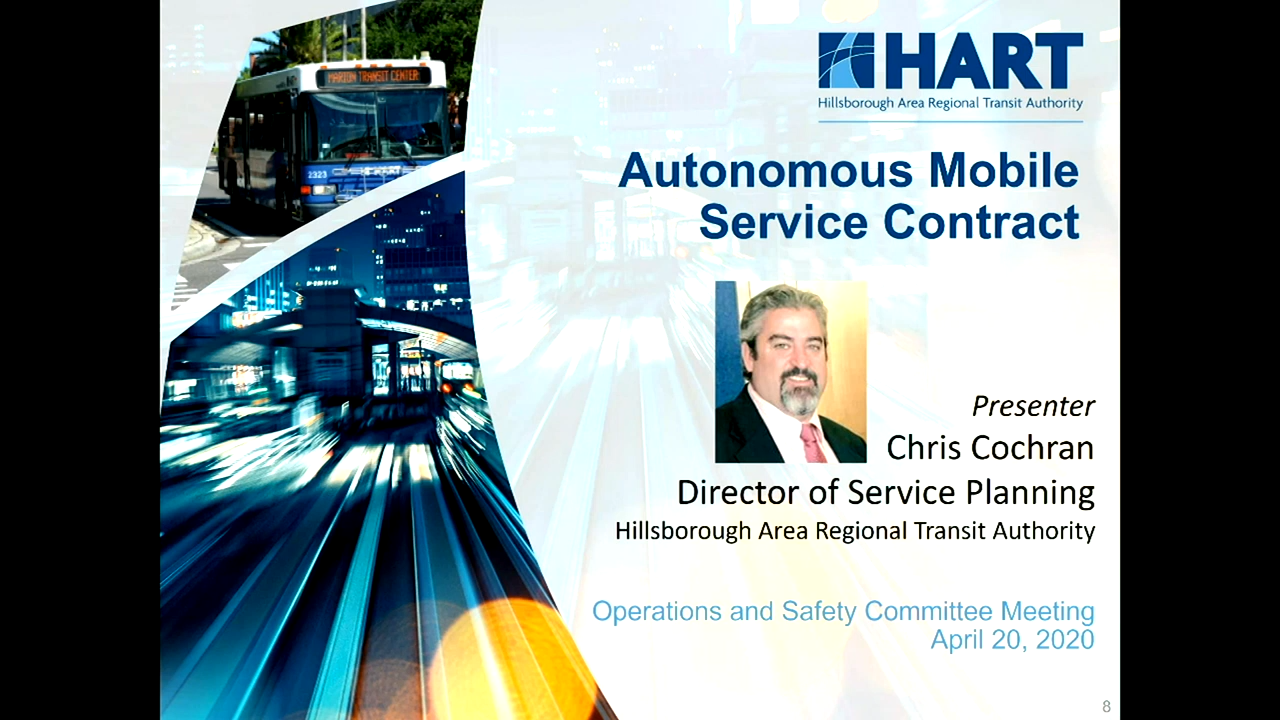 MARION TRANSIT CENTER
2323
HART
HART
Hillsborough Area Regional Transit Authority
Autonomous Mobile
Service Contract
Presenter
Chris Cochran
Director of Service Planning
Hillsborough Area Regional Transit Authority
Operations and Safety Committee Meeting
April 20, 2020
8